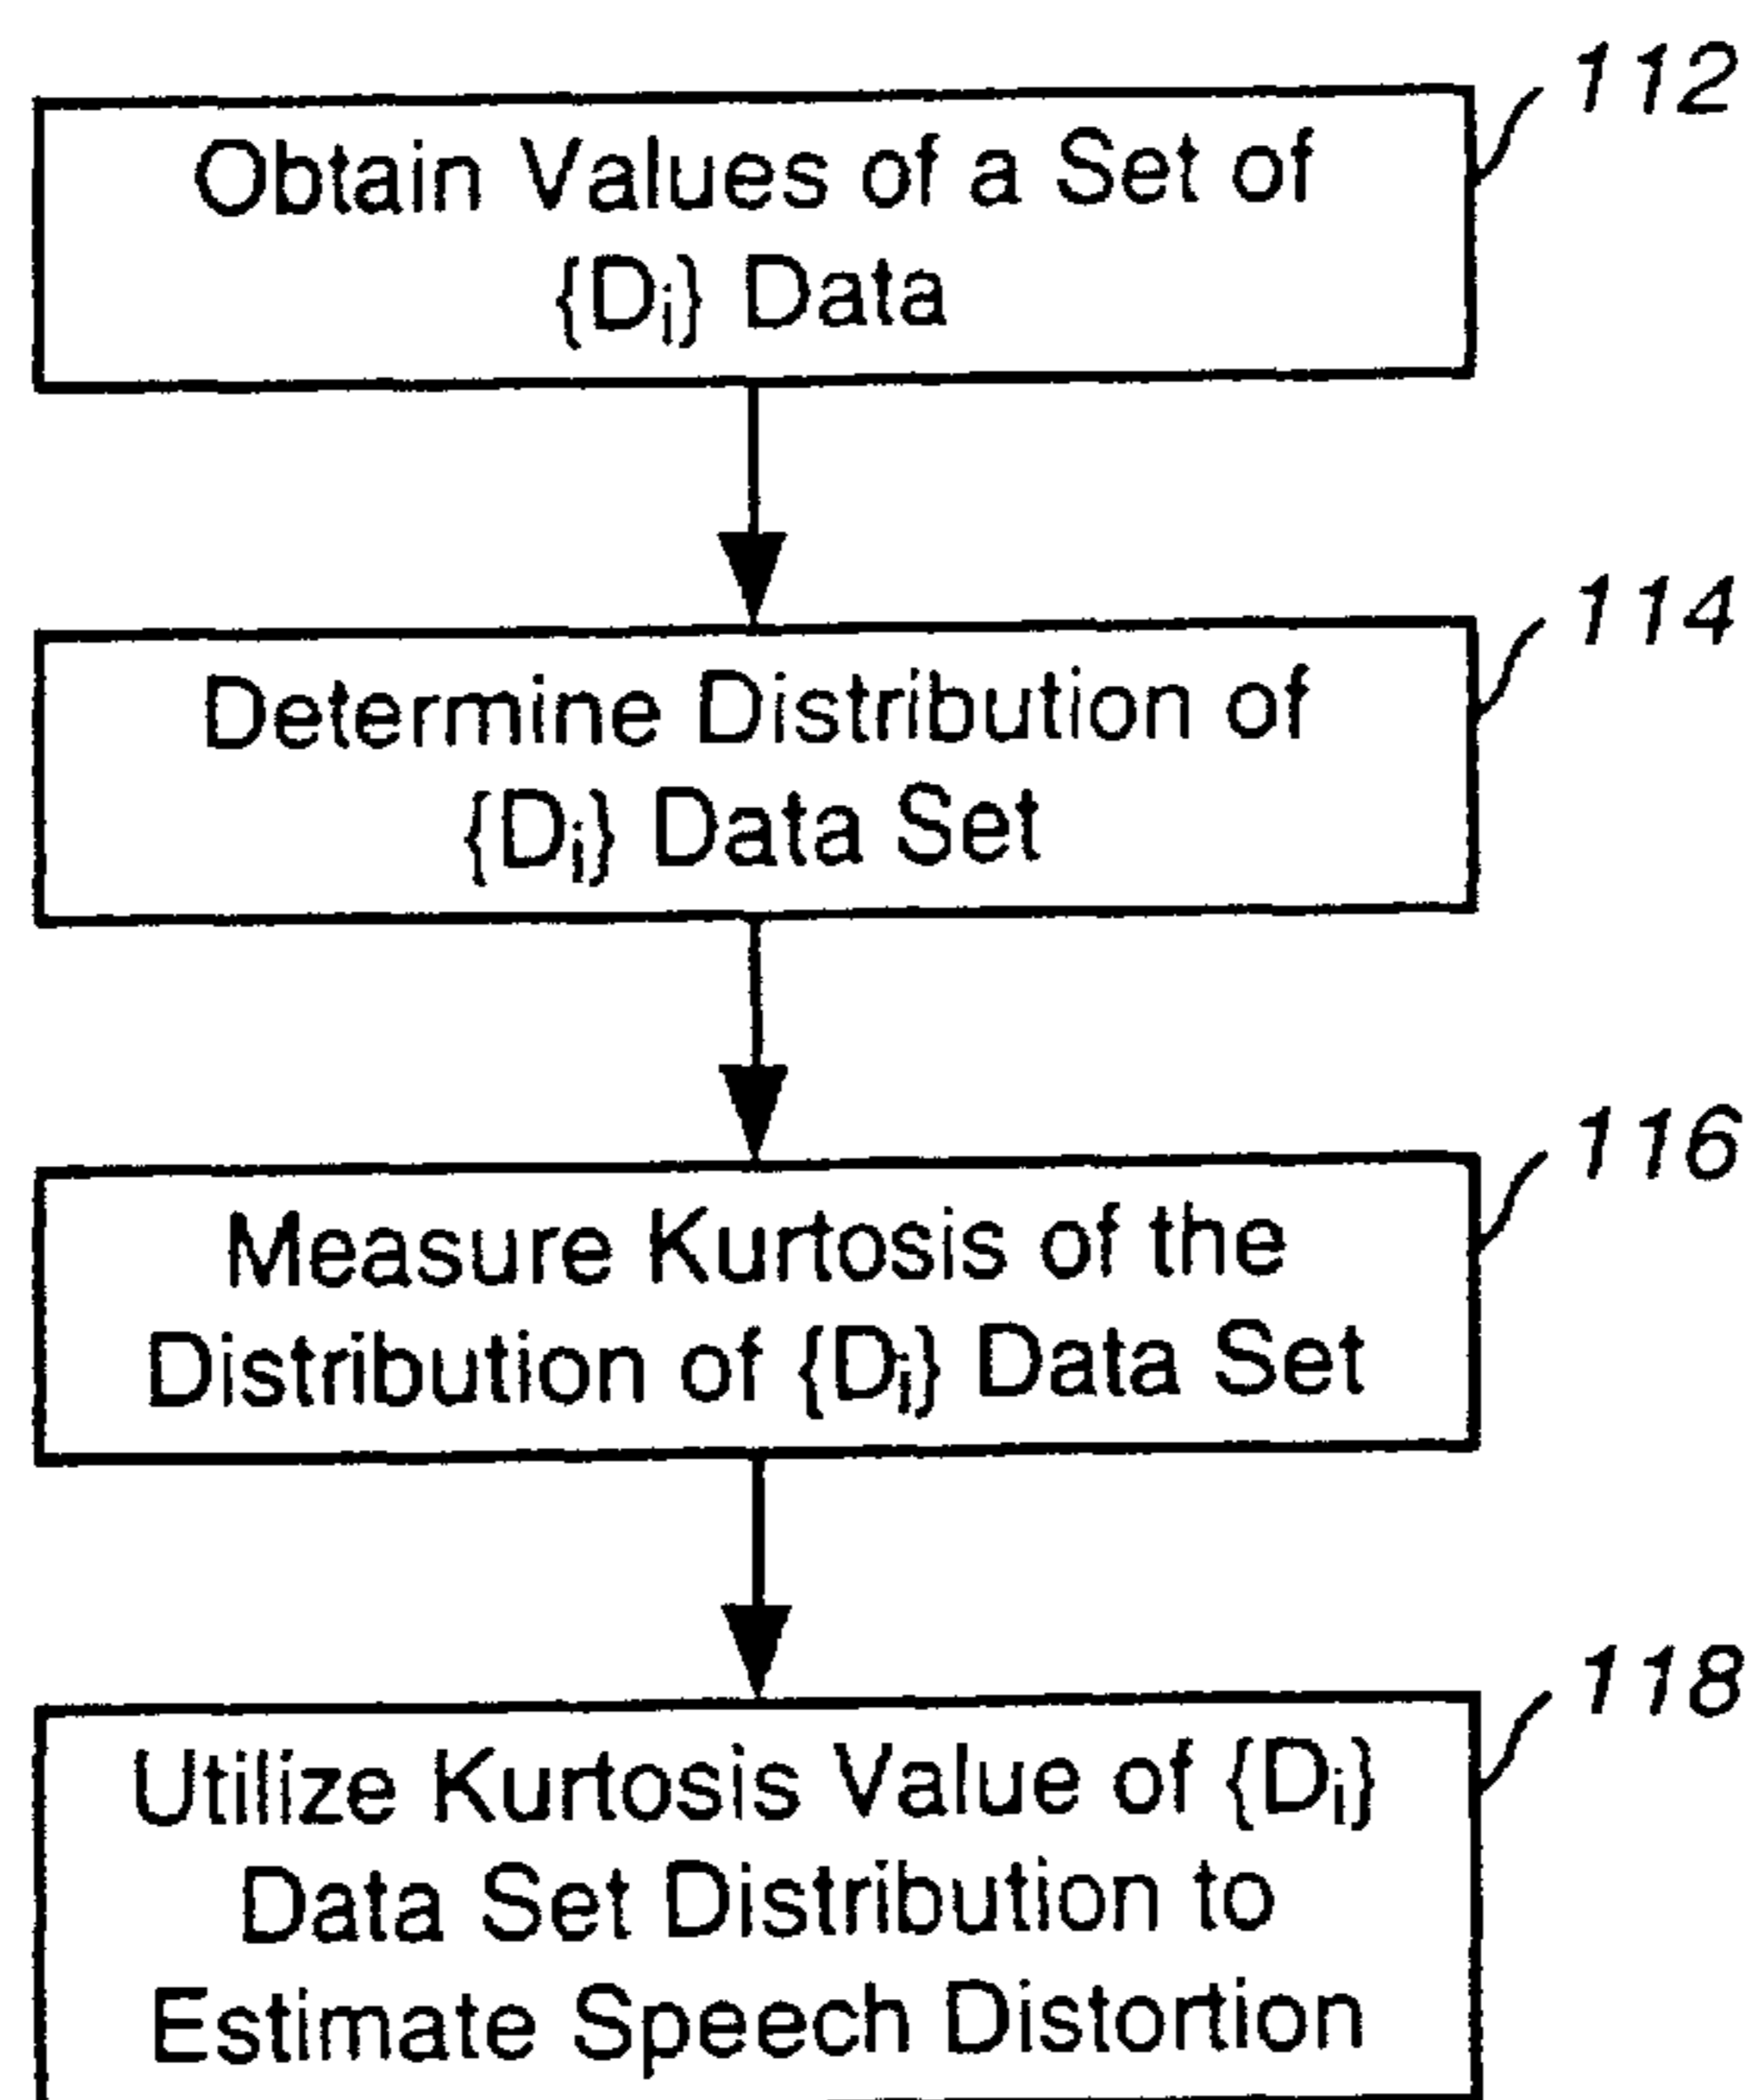 112
Obtain Values of a Set of
{Di} Data
114
Determine Distribution of
{Di} Data Set
116
Measure Kurtosis of the
Distribution of {Di} Data Set
118
Utilize Kurtosis Value of {Di}
Data Set Distribution to
Estimate Speech Distortion